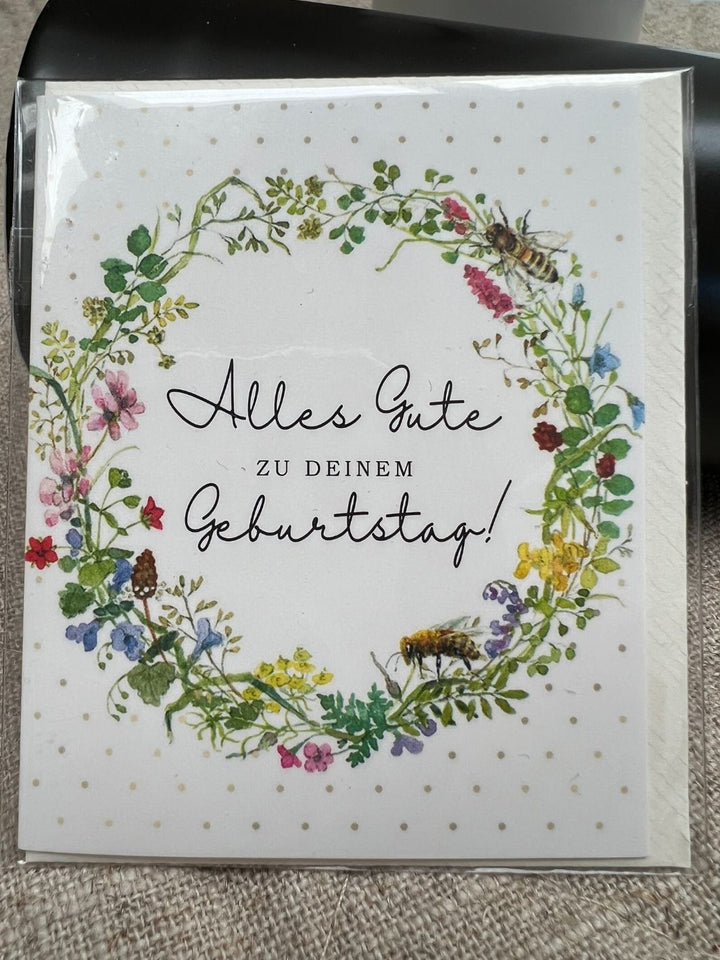 Alles Gute
ZU DEINEM
Geburtstag!